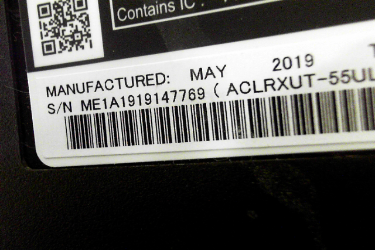 Contains IC :
MANUFACTURED: MAY 2019
S/N ME1A1919147769 ( ACLRXUT-55UL